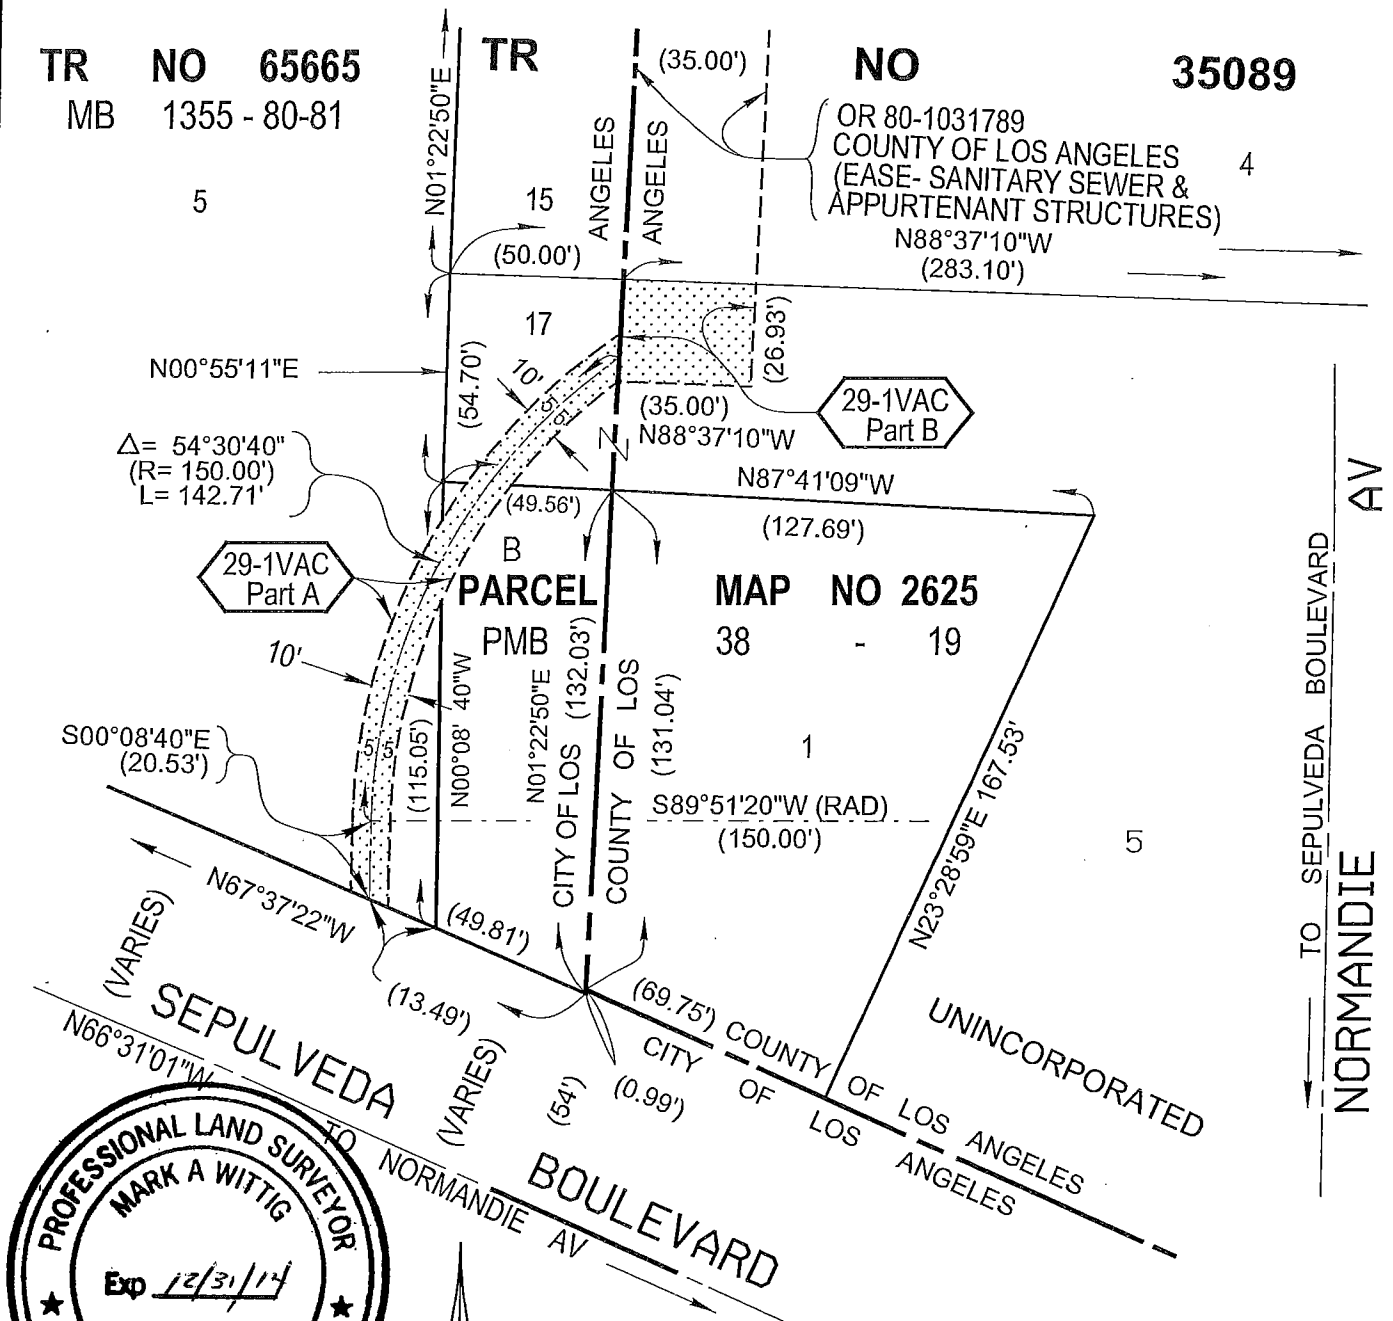 TR NO 65665
MB 1355 - 80-81
5
N01°22'50"E
TR
NO
35089
(35.00')
15
(50.00')
ANGELES
ANGELES
OR 80-1031789
COUNTY OF LOS ANGELES
(EASE- SANITARY SEWER &
APPURTENANT STRUCTURES)
4
N88°37'10"W
(283.10')
17
N00°55'11"E
(54.70')
10'
5'
5'
(26.93')
(35.00')
N88°37'10"W
29-1VAC
Part B
Δ= 54°30'40"
(R= 150.00')
L= 142.71'
N87°41'09"W
(49.56')
(127.69')
29-1VAC
Part A
B
PARCEL MAP NO 2625
PMB 38 - 19
10'
N00°08' 40"W
(115.05')
N01°22'50"E
(132.03')
CITY OF LOS
COUNTY OF LOS
(131.04')
1
S00°08'40"E
(20.53')
5
5
S89°51'20"W (RAD)
(150.00')
N23°28'59"E 167.53'
5
TO SEPULVEDA BOULEVARD
NORMANDIE AV
N67°37'22"W
(49.81')
(13.49')
(69.75')
(0.99')
(VARIES)
(VARIES)
(54')
COUNTY OF LOS ANGELES
CITY OF LOS ANGELES
UNINCORPORATED
SEPULVEDA BOULEVARD
N66°31'01"W
TO NORMANDIE AV
PROFESSIONAL LAND SURVEYOR
MARK A WITTIG
Exp 12/31/14